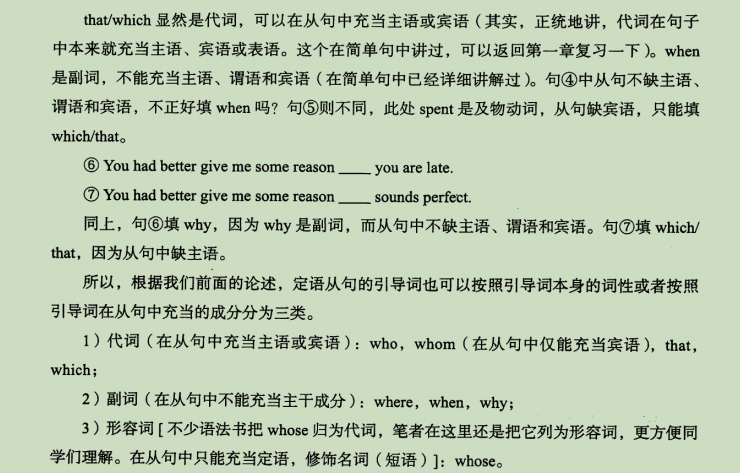 that/which 显然是代词，可以在从句中充当主语或宾语（其实，正统地讲，代词在句子
中本来就充当主语、宾语或表语。这个在简单句中讲过，可以返回第一章复习一下）。when
是副词，不能充当主语、谓语和宾语（在简单句中已经详细讲解过）。句④中从句不缺主语、
谓语和宾语，不正好填 when 吗？句⑤则不同，此处 spent 是及物动词，从句缺宾语，只能填
which/that。
⑥ You had better give me some reason ____ you are late.
⑦ You had better give me some reason ____ sounds perfect.
同上，句⑥填 why，因为 why 是副词，而从句中不缺主语、谓语和宾语。句⑦填 which/
that，因为从句中缺主语。
所以，根据我们前面的论述，定语从句的引导词也可以按照引导词本身的词性或者按照
引导词在从句中充当的成分分为三类。
1）代词（在从句中充当主语或宾语）：who，whom（在从句中仅能充当宾语），that，
which；
2）副词（在从句中不能充当主干成分）：where，when，why；
3）形容词 [ 不少语法书把 whose 归为代词，笔者在这里还是把它列为形容词，更方便同
学们理解。在从句中只能充当定语，修饰名词（短语）]：whose。